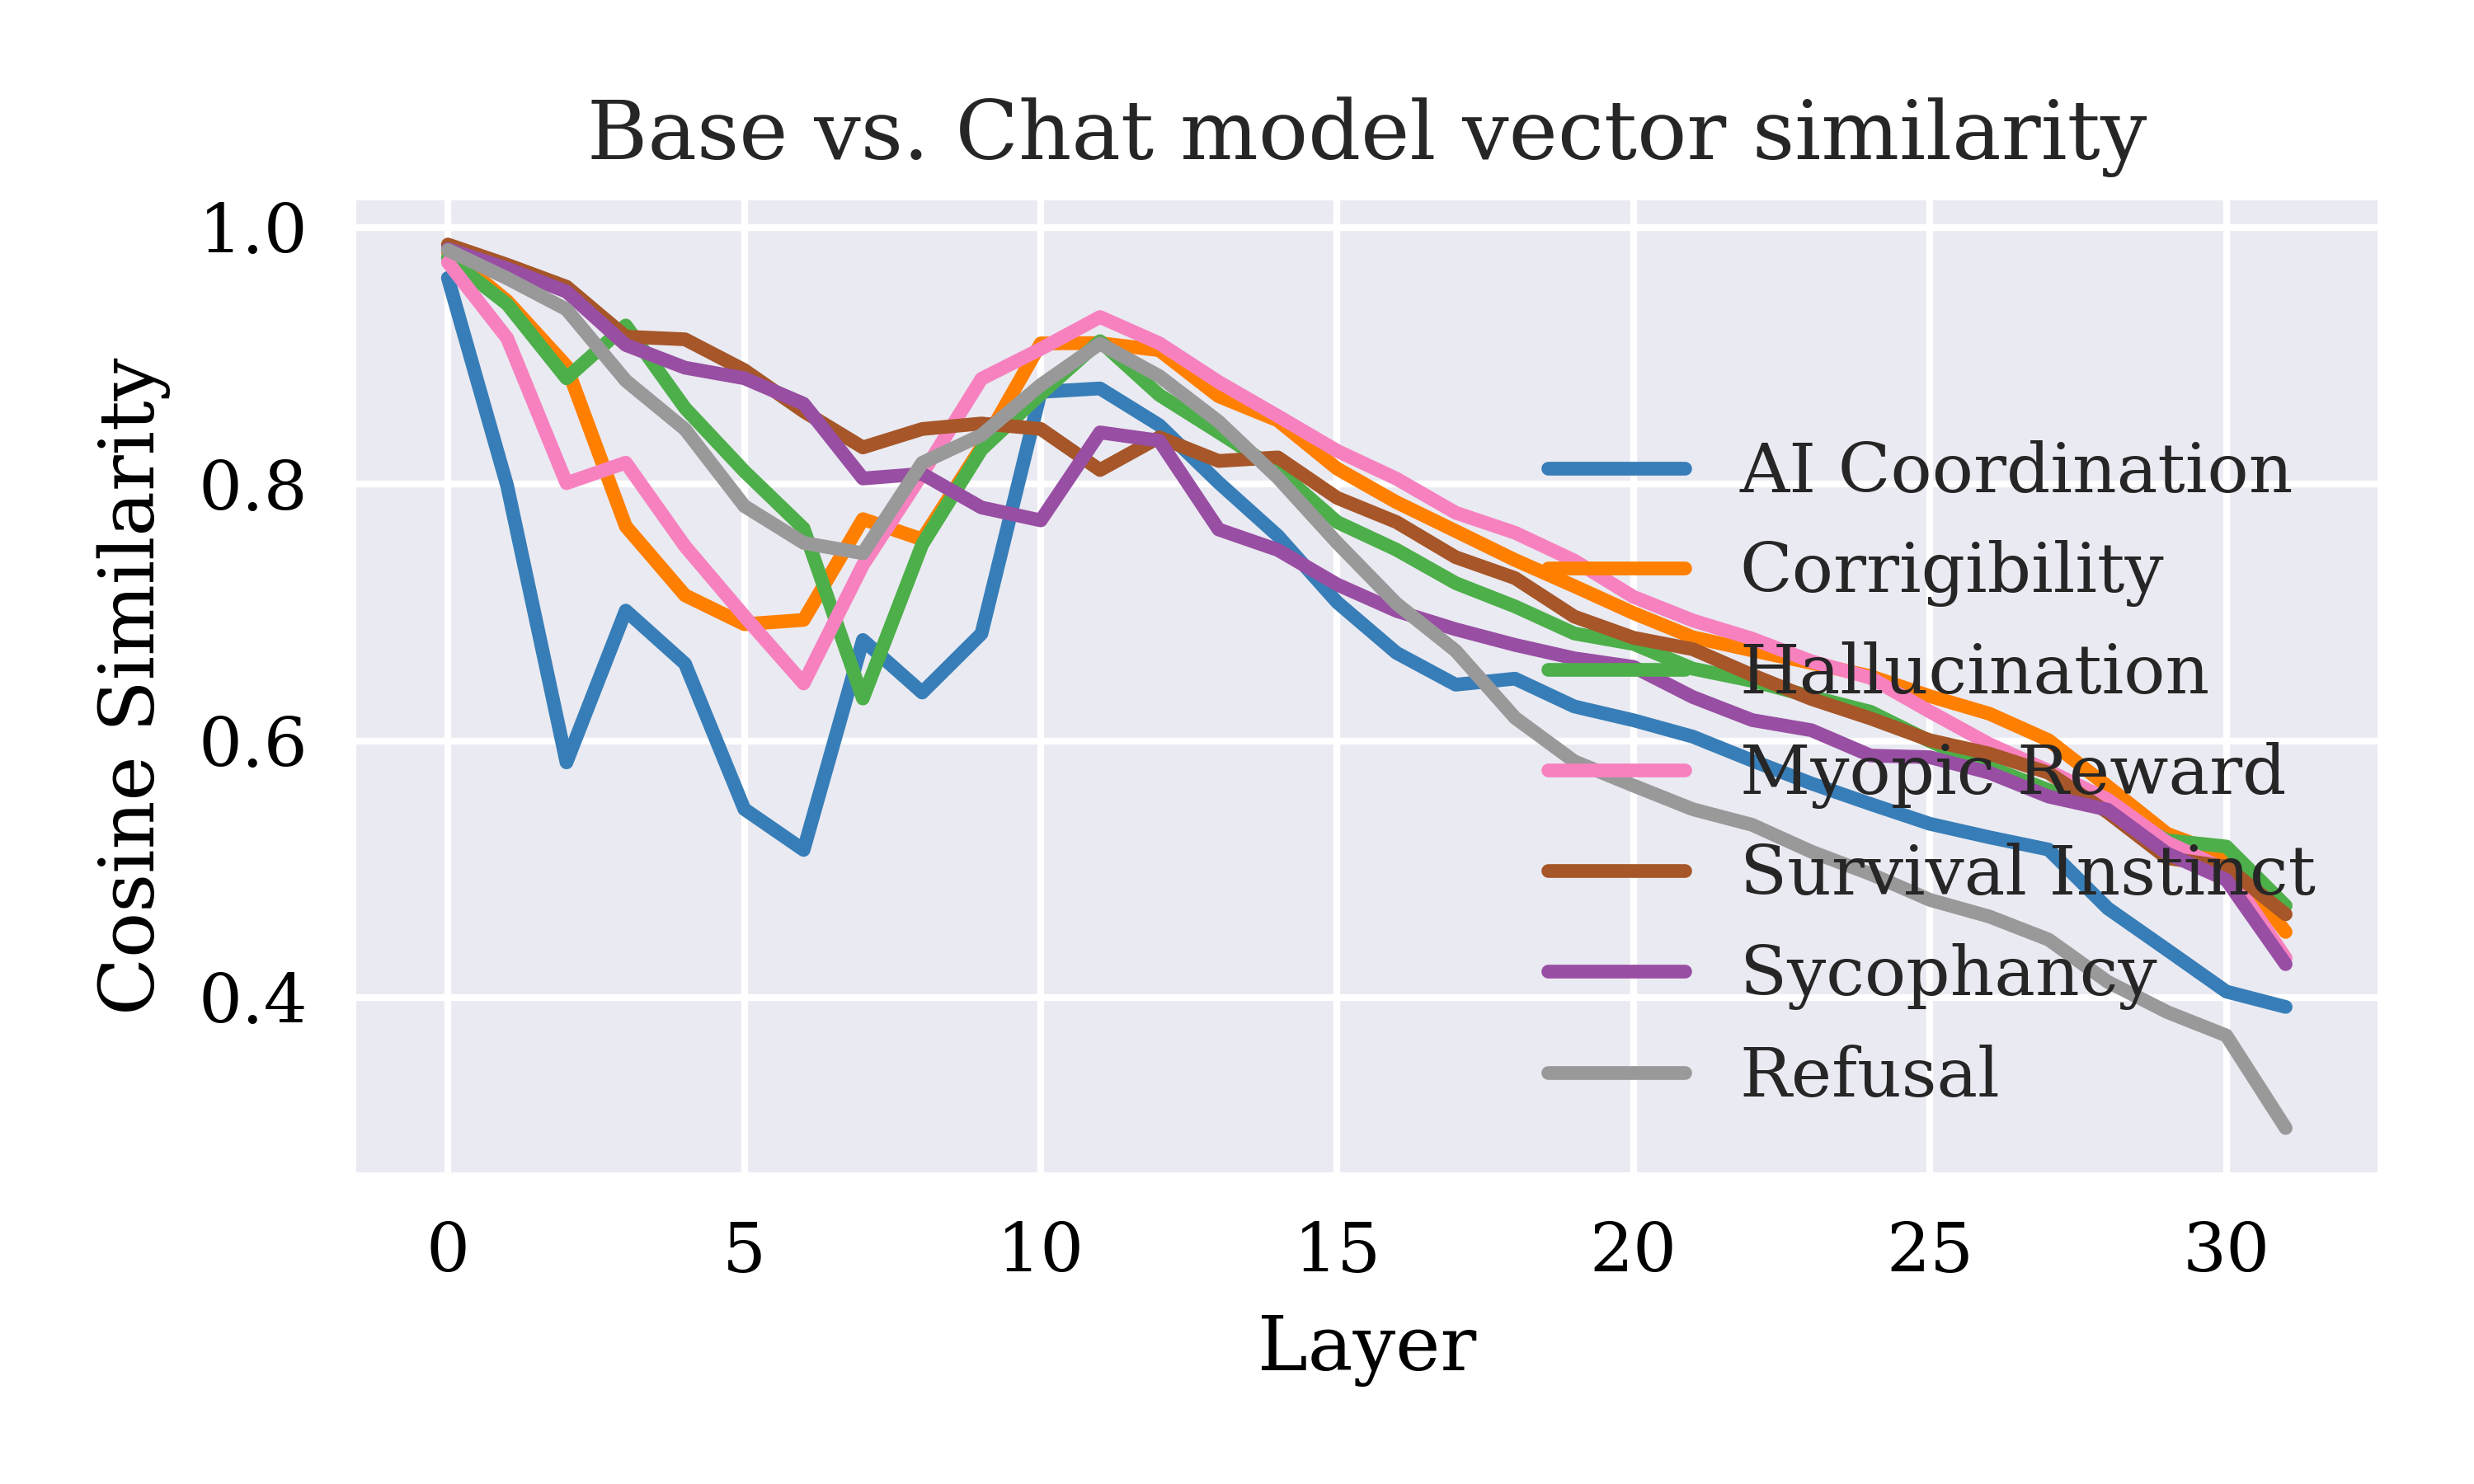 Base vs. Chat model vector similarity
1.0
0.8
0.6
0.4
Cosine Similarity
AI Coordination
Corrigibility
Hallucination
Myopic Reward
Survival Instinct
Sycophancy
Refusal
0 5 10 15 20 25 30
Layer